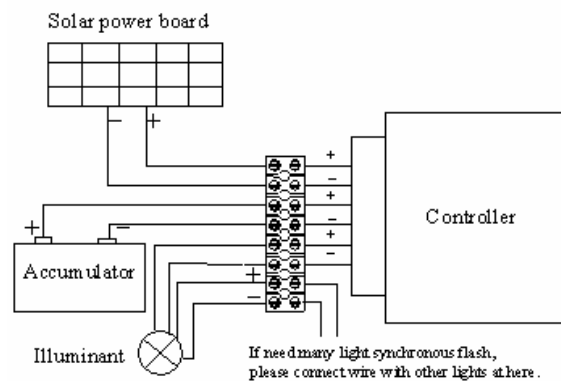 Solar power board
− +
+
−
+
−
+
−
+ −
Accumulator
Controller
+
−
Illuminant
If need many light synchronous flash,
please connect wire with other lights at here .